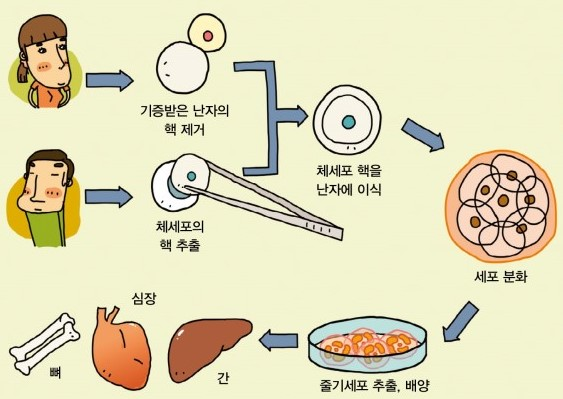 기증받은 난자의
핵 제거
체세포의
핵 추출
체세포 핵을
난자에 이식
세포 분화
줄기세포 추출, 배양
간
심장
뼈